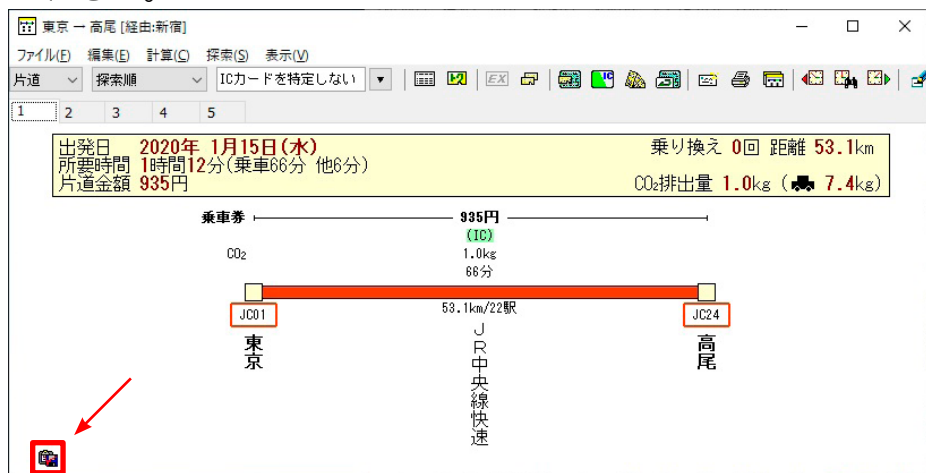 東京 → 高尾 [経由:新宿]
ファイル(F) 編集(E) 計算(C) 探索(S) 表示(V)
片道 探索順 ICカードを特定しない EX IC
1 2 3 4 5
出発日 2020年 1月15日(水) 乗り換え 0回 距離 53.1km
所要時間 1時間12分(乗車66分 他6分)
片道金額 935円 CO₂排出量 1.0kg ( 7.4kg)
乗車券 935円
(IC)
CO₂ 1.0kg
66分
53.1km/22駅
JC01 JC24
東京 JR中央線快速 高尾